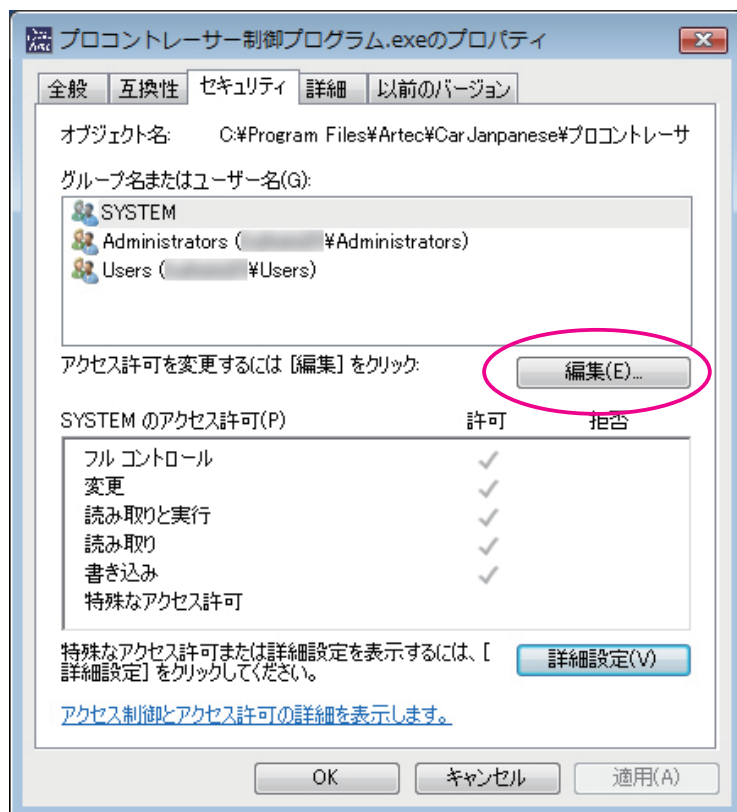 プロコントレーサー制御プログラム.exeのプロパティ
全般 互換性 セキュリティ 詳細 以前のバージョン
オブジェクト名: C:¥Program Files¥Artec¥CarJanpanese¥プロコントレーサ
グループ名またはユーザー名(G):
SYSTEM
Administrators ( ¥Administrators)
Users ( ¥Users)
アクセス許可を変更するには [編集] をクリック:
編集(E)...
SYSTEM のアクセス許可(P) 許可 拒否
フル コントロール
変更
読み取りと実行
読み取り
書き込み
特殊なアクセス許可
特殊なアクセス許可または詳細設定を表示するには、[
詳細設定] をクリックしてください。
詳細設定(V)
アクセス制御とアクセス許可の詳細を表示します。
OK キャンセル 適用(A)